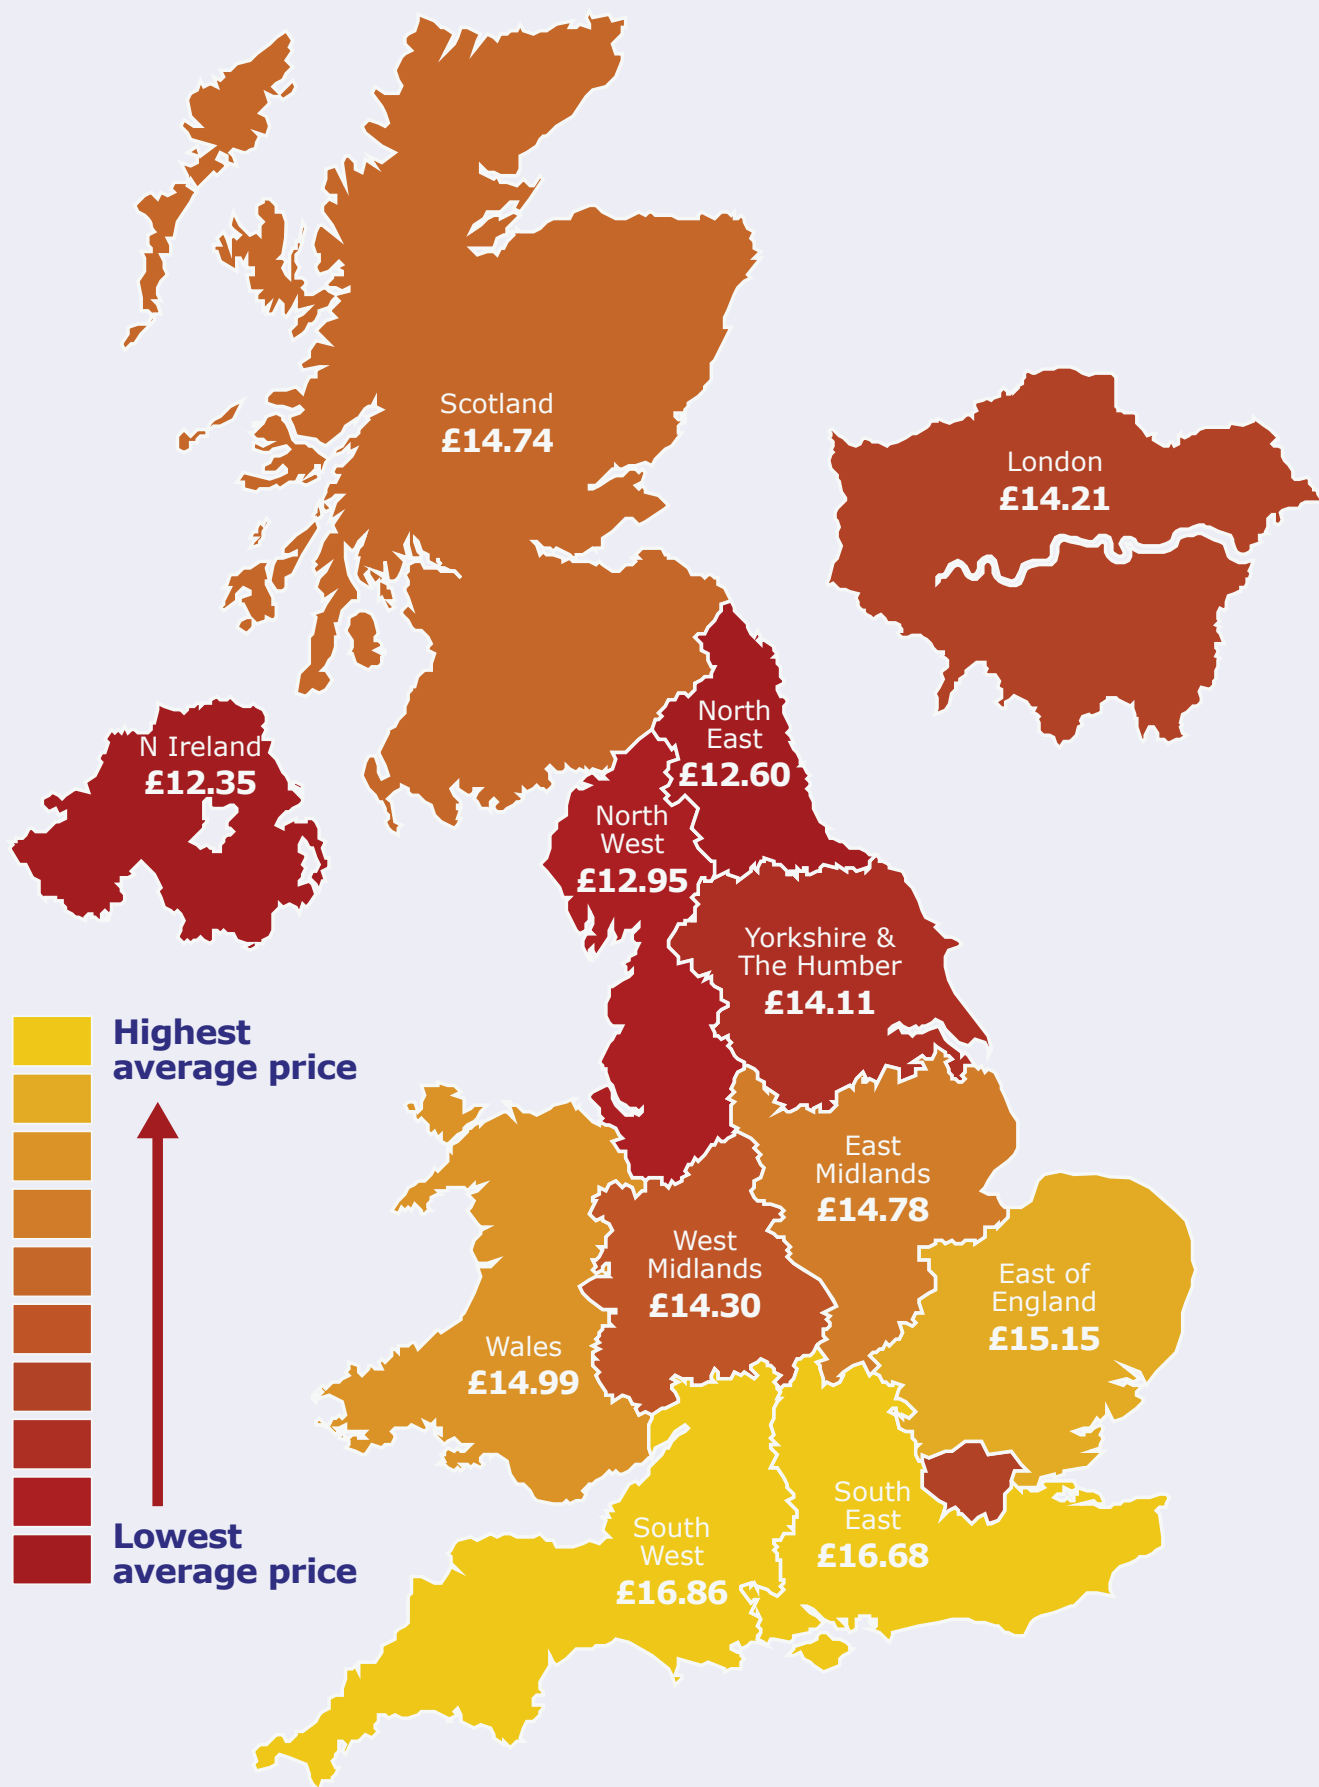 Scotland
£14.74
London
£14.21
North
East
£12.60
N Ireland
£12.35
North
West
£12.95
Yorkshire &
The Humber
£14.11
Highest
average price
East
Midlands
£14.78
West
Midlands
£14.30
East of
England
£15.15
Wales
£14.99
South
East
£16.68
South
West
£16.86
Lowest
average price